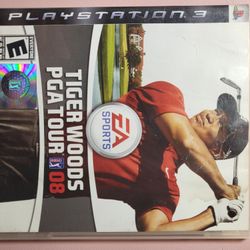 PLAYSTATION 3
TIGER WOODS
PGA TOUR 08
EA
SPORTS
E